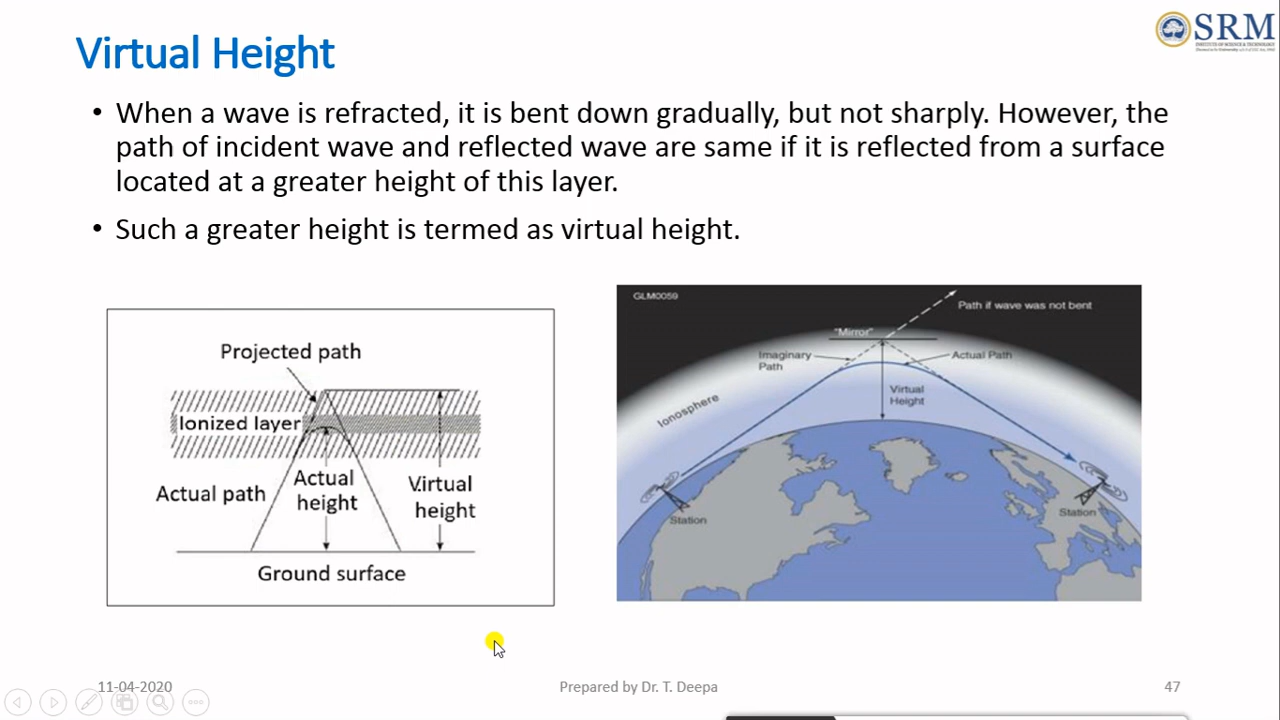 Virtual Height
SRM
INSTITUTE OF SCIENCE & TECHNOLOGY
• When a wave is refracted, it is bent down gradually, but not sharply. However, the
path of incident wave and reflected wave are same if it is reflected from a surface
located at a greater height of this layer.
• Such a greater height is termed as virtual height.
Projected path
Ionized layer
Actual path
Actual
height
Virtual
height
Ground surface
GLM0059
Path if wave was not bent
"Mirror"
Imaginary
Path
Actual Path
Virtual
Height
Ionosphere
Station
Station
11-04-2020
Prepared by Dr. T. Deepa
47